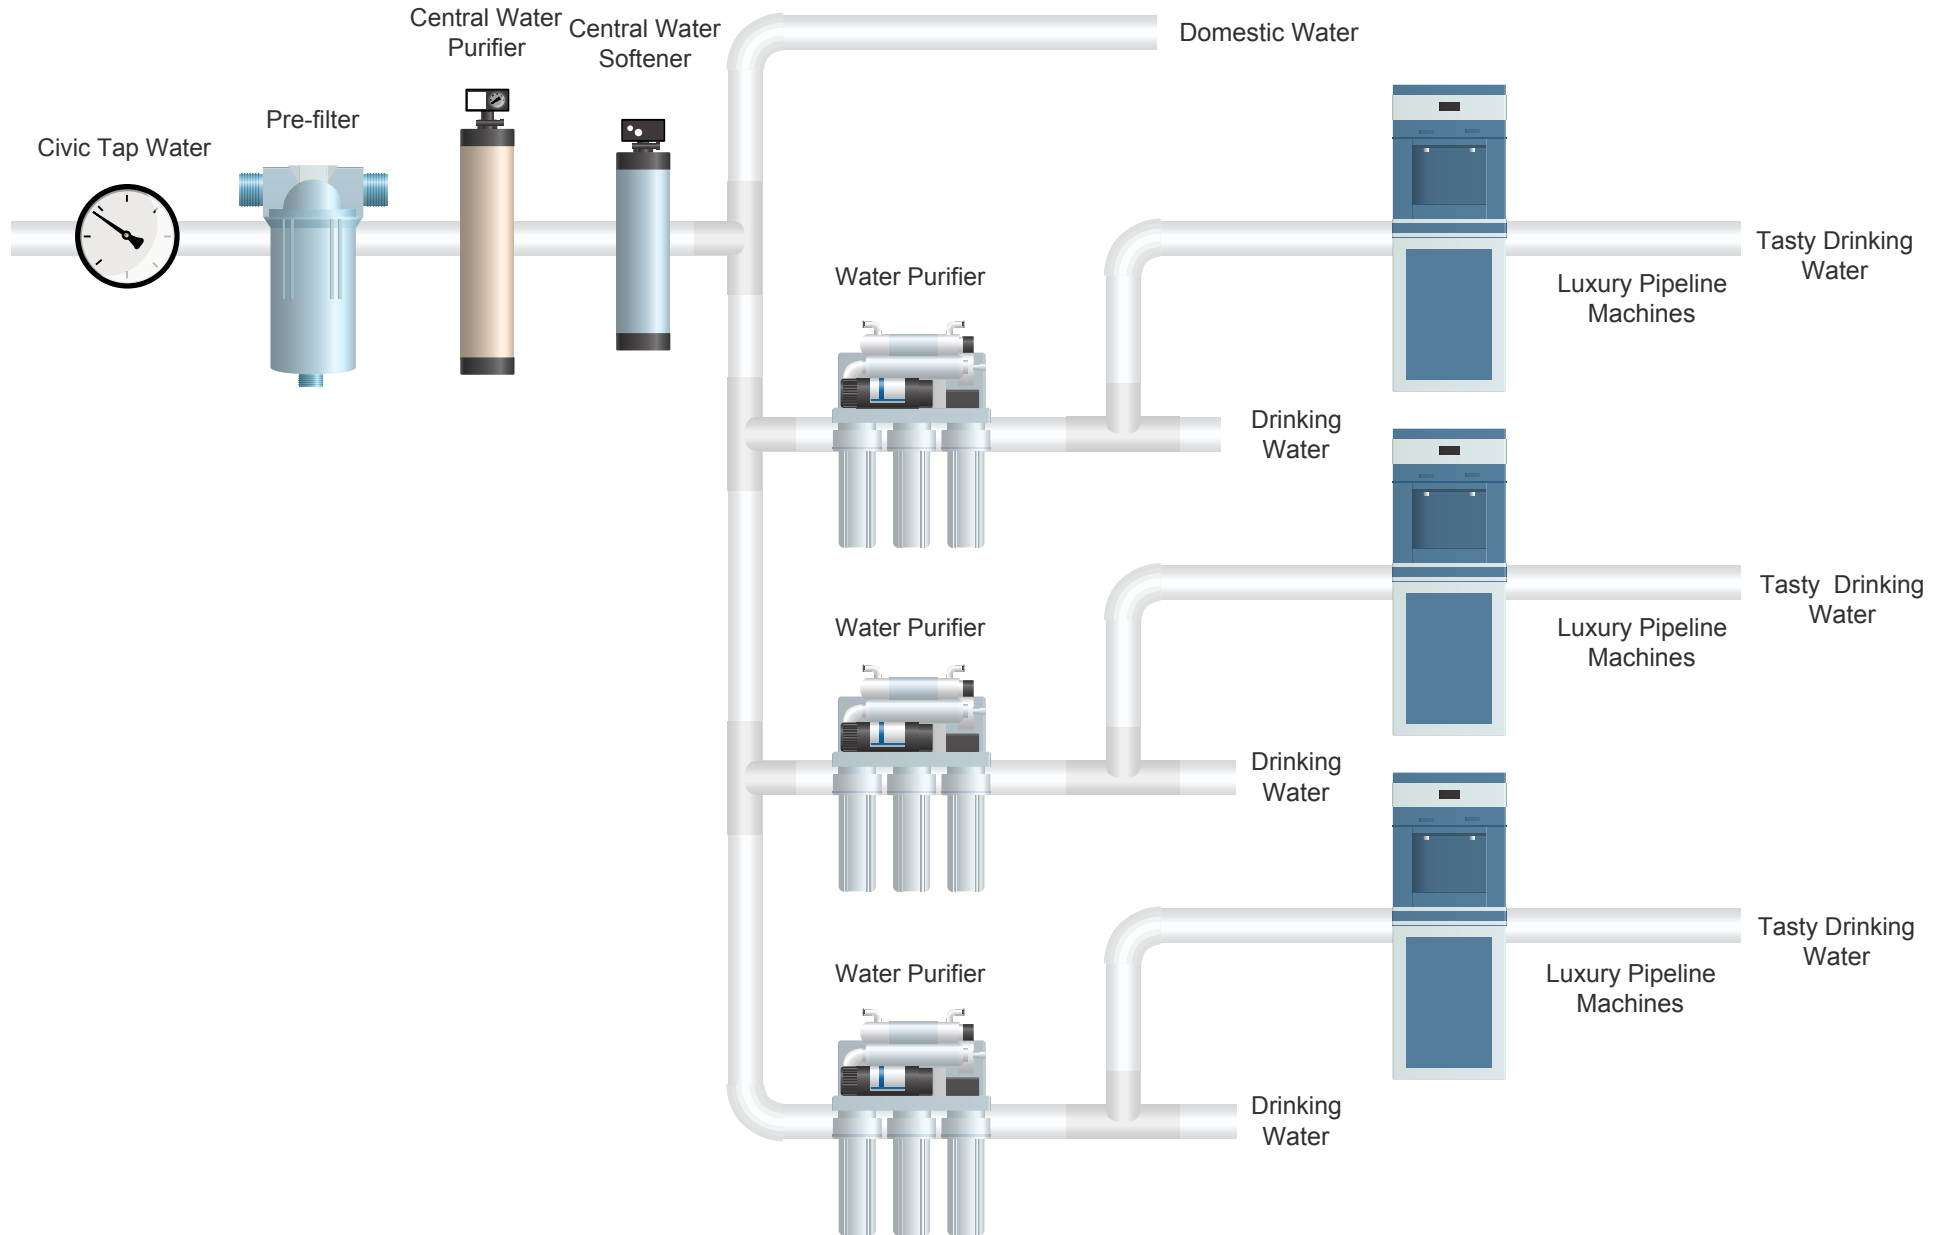 Central Water
Purifier
Central Water
Softener
Domestic Water
Pre-filter
Civic Tap Water
Tasty Drinking
Water
Water Purifier
Luxury Pipeline
Machines
Drinking
Water
Tasty  Drinking
Water
Water Purifier
Luxury Pipeline
Machines
Drinking
Water
Tasty Drinking
Water
Water Purifier
Luxury Pipeline
Machines
Drinking
Water